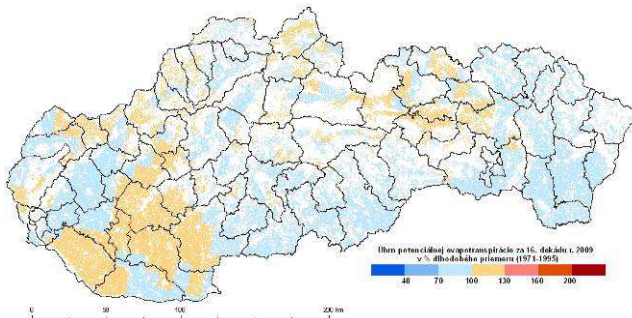 Úhrn potenciálnej evapotranspirácie za 16. dekádu r. 2009
v % dlhodobého priemeru (1971-1995)
40 70 100 130 160 200
0 50 100 200 km